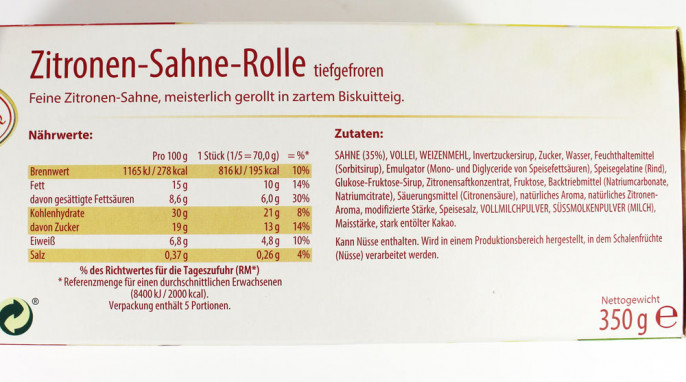 Zitronen-Sahne-Rolle tiefgefroren
Feine Zitronen-Sahne, meisterlich gerollt in zartem Biskuitteig.
Nährwerte:
Pro 100 g 1 Stück (1/5 = 70,0 g) = %*
Brennwert 1165 kJ / 278 kcal 816 kJ / 195 kcal 10%
Fett 15 g 10 g 14%
davon gesättigte Fettsäuren 8,6 g 6,0 g 30%
Kohlenhydrate 30 g 21 g 8%
davon Zucker 19 g 13 g 14%
Eiweiß 6,8 g 4,8 g 10%
Salz 0,37 g 0,26 g 4%
% des Richtwertes für die Tageszufuhr (RM*)
* Referenzmenge für einen durchschnittlichen Erwachsenen
(8400 kJ / 2000 kcal).
Verpackung enthält 5 Portionen.
®
Zutaten:
SAHNE (35%), VOLLEI, WEIZENMEHL, Invertzuckersirup, Zucker, Wasser, Feuchthaltemittel
(Sorbitsirup), Emulgator (Mono- und Diglyceride von Speisefettsäuren), Speisegelatine (Rind),
Glukose-Fruktose-Sirup, Zitronensaftkonzentrat, Fruktose, Backtriebmittel (Natriumcarbonate,
Natriumcitrate), Säuerungsmittel (Citronensäure), natürliches Aroma, natürliches Zitronen-
Aroma, modifizierte Stärke, Speisesalz, VOLLMILCHPULVER, SÜSSMOLKENPULVER (MILCH),
Maisstärke, stark entölter Kakao.
Kann Nüsse enthalten. Wird in einem Produktionsbereich hergestellt, in dem Schalenfrüchte
(Nüsse) verarbeitet werden.
Nettogewicht
350 g ℮